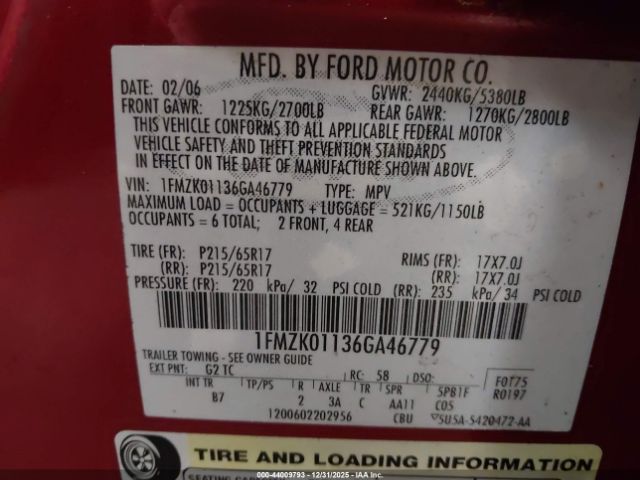 MFD. BY FORD MOTOR CO.
DATE: 02/06 GVWR: 2440KG/5380LB
FRONT GAWR: 1225KG/2700LB REAR GAWR: 1270KG/2800LB
THIS VEHICLE CONFORMS TO ALL APPLICABLE FEDERAL MOTOR
VEHICLE SAFETY AND THEFT PREVENTION STANDARDS
IN EFFECT ON THE DATE OF MANUFACTURE SHOWN ABOVE.
VIN: 1FMZK01136GA46779 TYPE: MPV
MAXIMUM LOAD = OCCUPANTS + LUGGAGE = 521KG/1150LB
OCCUPANTS = 6 TOTAL; 2 FRONT, 4 REAR
TIRE (FR): P215/65R17 RIMS (FR): 17X7.0J
(RR): P215/65R17 (RR): 17X7.0J
PRESSURE (FR): 220 kPa/ 32 PSI COLD (RR): 235 kPa/ 34 PSI COLD
1FMZK01136GA46779
TRAILER TOWING - SEE OWNER GUIDE
EXT PNT: G2 TC RC: 58 DSO: F0T75
INT TR TP/PS R AXLE TR SPR SPB1F R0197
B7 2 3A C AA11 C05
1200602202956 CBU 5U5A-5420472-AA
TIRE AND LOADING INFORMATION
000-44009793 - 12/31/2025 - IAA Inc.